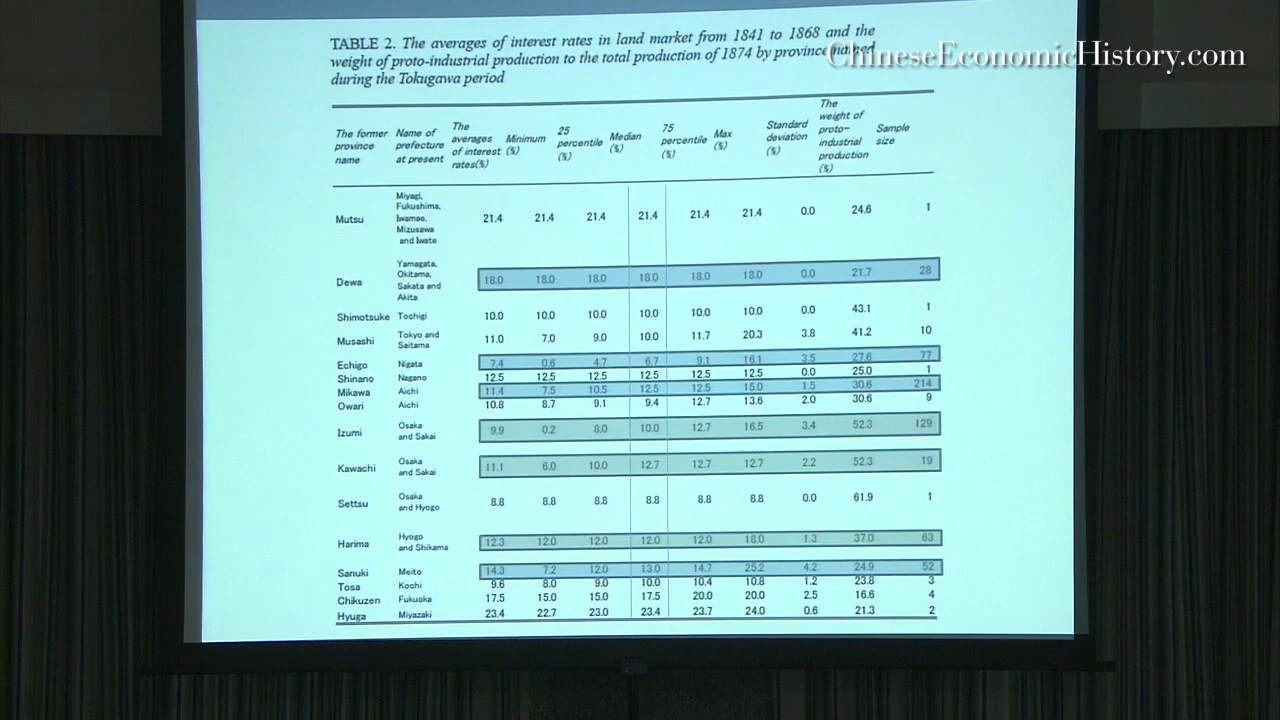 ChineseEconomicHistory.com
TABLE 2. The averages of interest rates in land market from 1841 to 1868 and the
weight of proto-industrial production to the total production of 1874 by province
during the Tokugawa period
The former province name | Name of prefecture at present | The averages of interest rates(%) | Minimum (%) | 25 percentile (%) | Median (%) | 75 percentile (%) | Max (%) | Standard deviation (%) | The weight of proto-industrial production (%) | Sample size
Mutsu | Miyagi, Fukushima, Iwamae, Mizusawa and Iwate | 21.4 | 21.4 | 21.4 | 21.4 | 21.4 | 21.4 | 0.0 | 24.6 | 1
Dewa | Yamagata, Okitama, Sakata and Akita | 18.0 | 18.0 | 18.0 | 18.0 | 18.0 | 18.0 | 0.0 | 21.7 | 28
Shimotsuke | Tochigi | 10.0 | 10.0 | 10.0 | 10.0 | 10.0 | 10.0 | 0.0 | 43.1 | 1
Musashi | Tokyo and Saitama | 11.0 | 7.0 | 9.0 | 10.0 | 11.7 | 20.3 | 3.8 | 41.2 | 10
Echigo | Nigata | 7.4 | 0.6 | 4.7 | 6.7 | 9.1 | 16.1 | 3.5 | 27.6 | 77
Shinano | Nagano | 12.5 | 12.5 | 12.5 | 12.5 | 12.5 | 12.5 | 0.0 | 25.0 | 1
Mikawa | Aichi | 11.4 | 7.5 | 10.5 | 12.5 | 12.5 | 15.0 | 1.5 | 30.6 | 214
Owari | Aichi | 10.8 | 8.7 | 9.1 | 9.4 | 12.7 | 13.6 | 2.0 | 30.6 | 9
Izumi | Osaka and Sakai | 9.9 | 0.2 | 8.0 | 10.0 | 12.7 | 16.5 | 3.4 | 52.3 | 129
Kawachi | Osaka and Sakai | 11.1 | 6.0 | 10.0 | 12.7 | 12.7 | 12.7 | 2.2 | 52.3 | 19
Settsu | Osaka and Hyogo | 8.8 | 8.8 | 8.8 | 8.8 | 8.8 | 8.8 | 0.0 | 61.9 | 1
Harima | Hyogo and Shikama | 12.3 | 12.0 | 12.0 | 12.0 | 12.0 | 18.0 | 1.3 | 37.0 | 63
Sanuki | Meito | 14.3 | 7.2 | 12.0 | 13.0 | 14.7 | 25.2 | 4.2 | 24.9 | 52
Tosa | Kochi | 9.6 | 8.0 | 9.0 | 10.0 | 10.4 | 10.8 | 1.2 | 23.8 | 3
Chikuzen | Fukuoka | 17.5 | 15.0 | 15.0 | 17.5 | 20.0 | 20.0 | 2.5 | 16.6 | 4
Hyuga | Miyazaki | 23.4 | 22.7 | 23.0 | 23.4 | 23.7 | 24.0 | 0.6 | 21.3 | 2